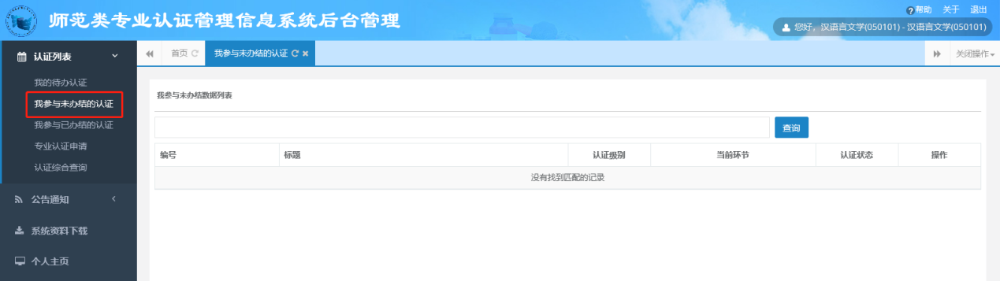 师范类专业认证管理信息系统后台管理
帮助 关于 退出
您好，汉语言文学(050101) - 汉语言文学(050101)
认证列表
首页
我参与未办结的认证
关闭操作
我的待办认证
我参与未办结的认证
我参与已办结的认证
专业认证申请
认证综合查询
公告通知
系统资料下载
个人主页
我参与未办结数据列表
查询
编号 标题 认证级别 当前环节 认证状态 操作
没有找到匹配的记录